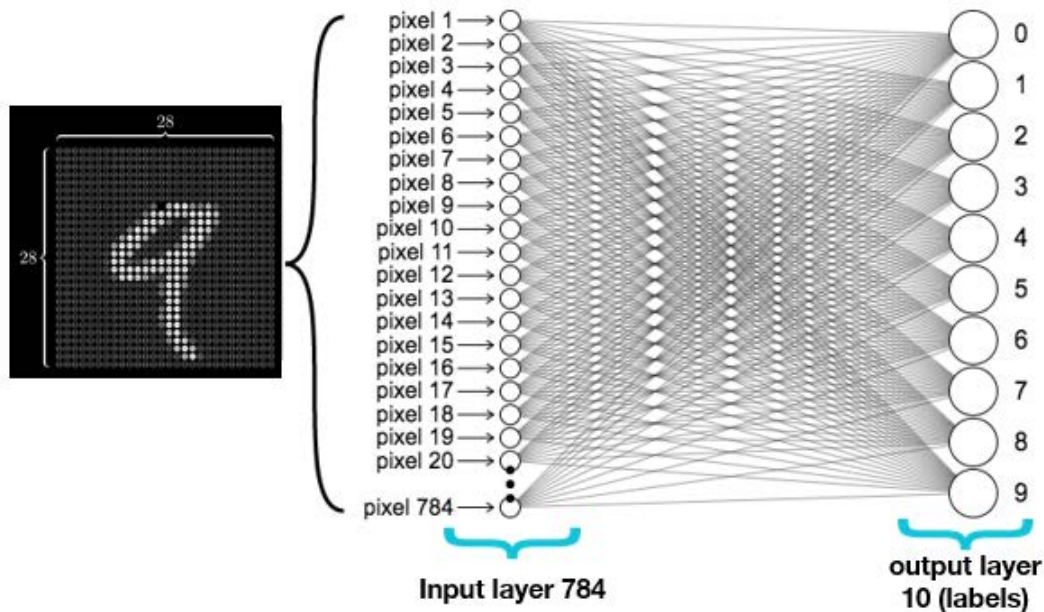 28
28
pixel 1
pixel 2
pixel 3
pixel 4
pixel 5
pixel 6
pixel 7
pixel 8
pixel 9
pixel 10
pixel 11
pixel 12
pixel 13
pixel 14
pixel 15
pixel 16
pixel 17
pixel 18
pixel 19
pixel 20
pixel 784
0
1
2
3
4
5
6
7
8
9
Input layer 784
output layer
10 (labels)